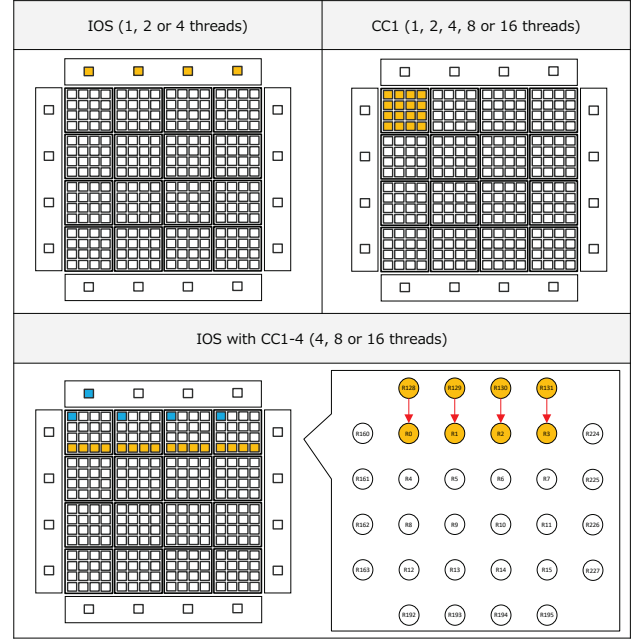 IOS (1, 2 or 4 threads)
CC1 (1, 2, 4, 8 or 16 threads)
IOS with CC1-4 (4, 8 or 16 threads)
R128 R129 R130 R131
R160 R0 R1 R2 R3 R224
R161 R4 R5 R6 R7 R225
R162 R8 R9 R10 R11 R226
R163 R12 R13 R14 R15 R227
R192 R193 R194 R195